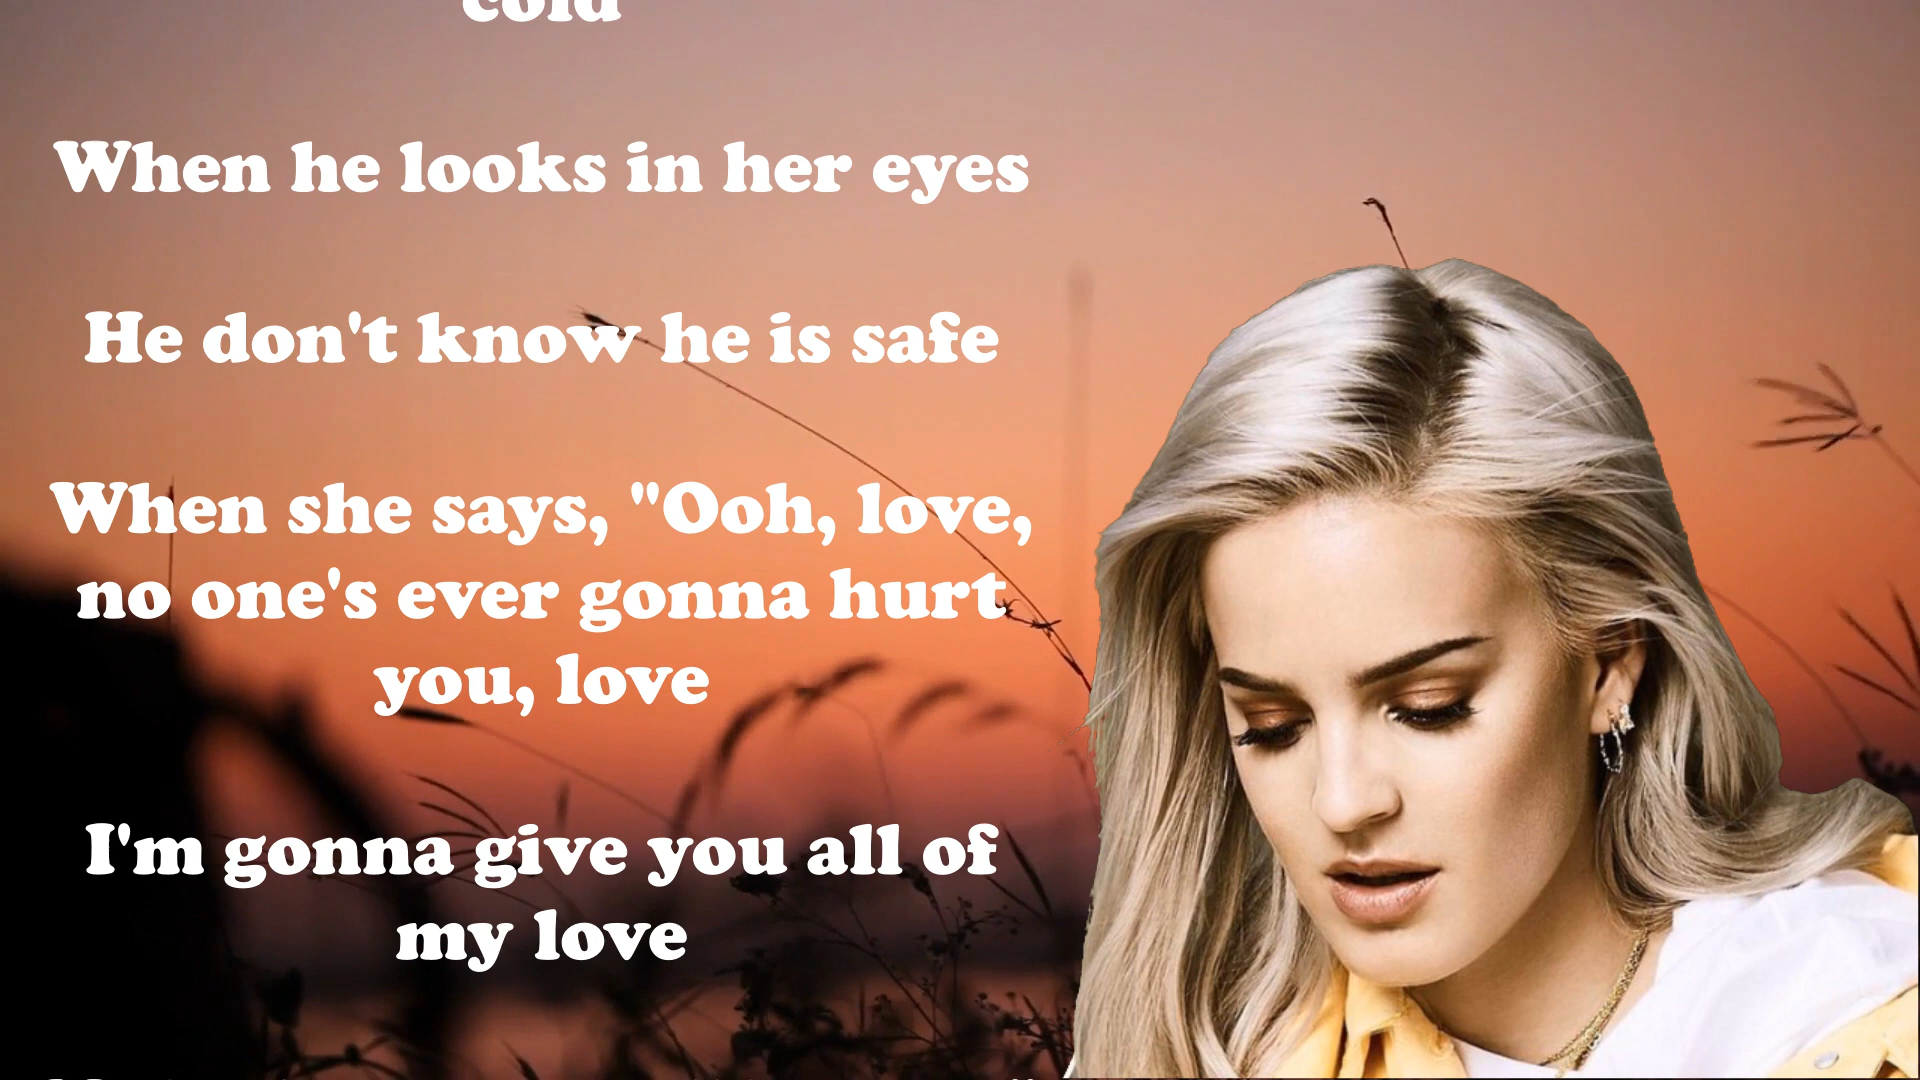 cold
When he looks in her eyes
He don't know he is safe
When she says, "Ooh, love,
no one's ever gonna hurt
you, love
I'm gonna give you all of
my love